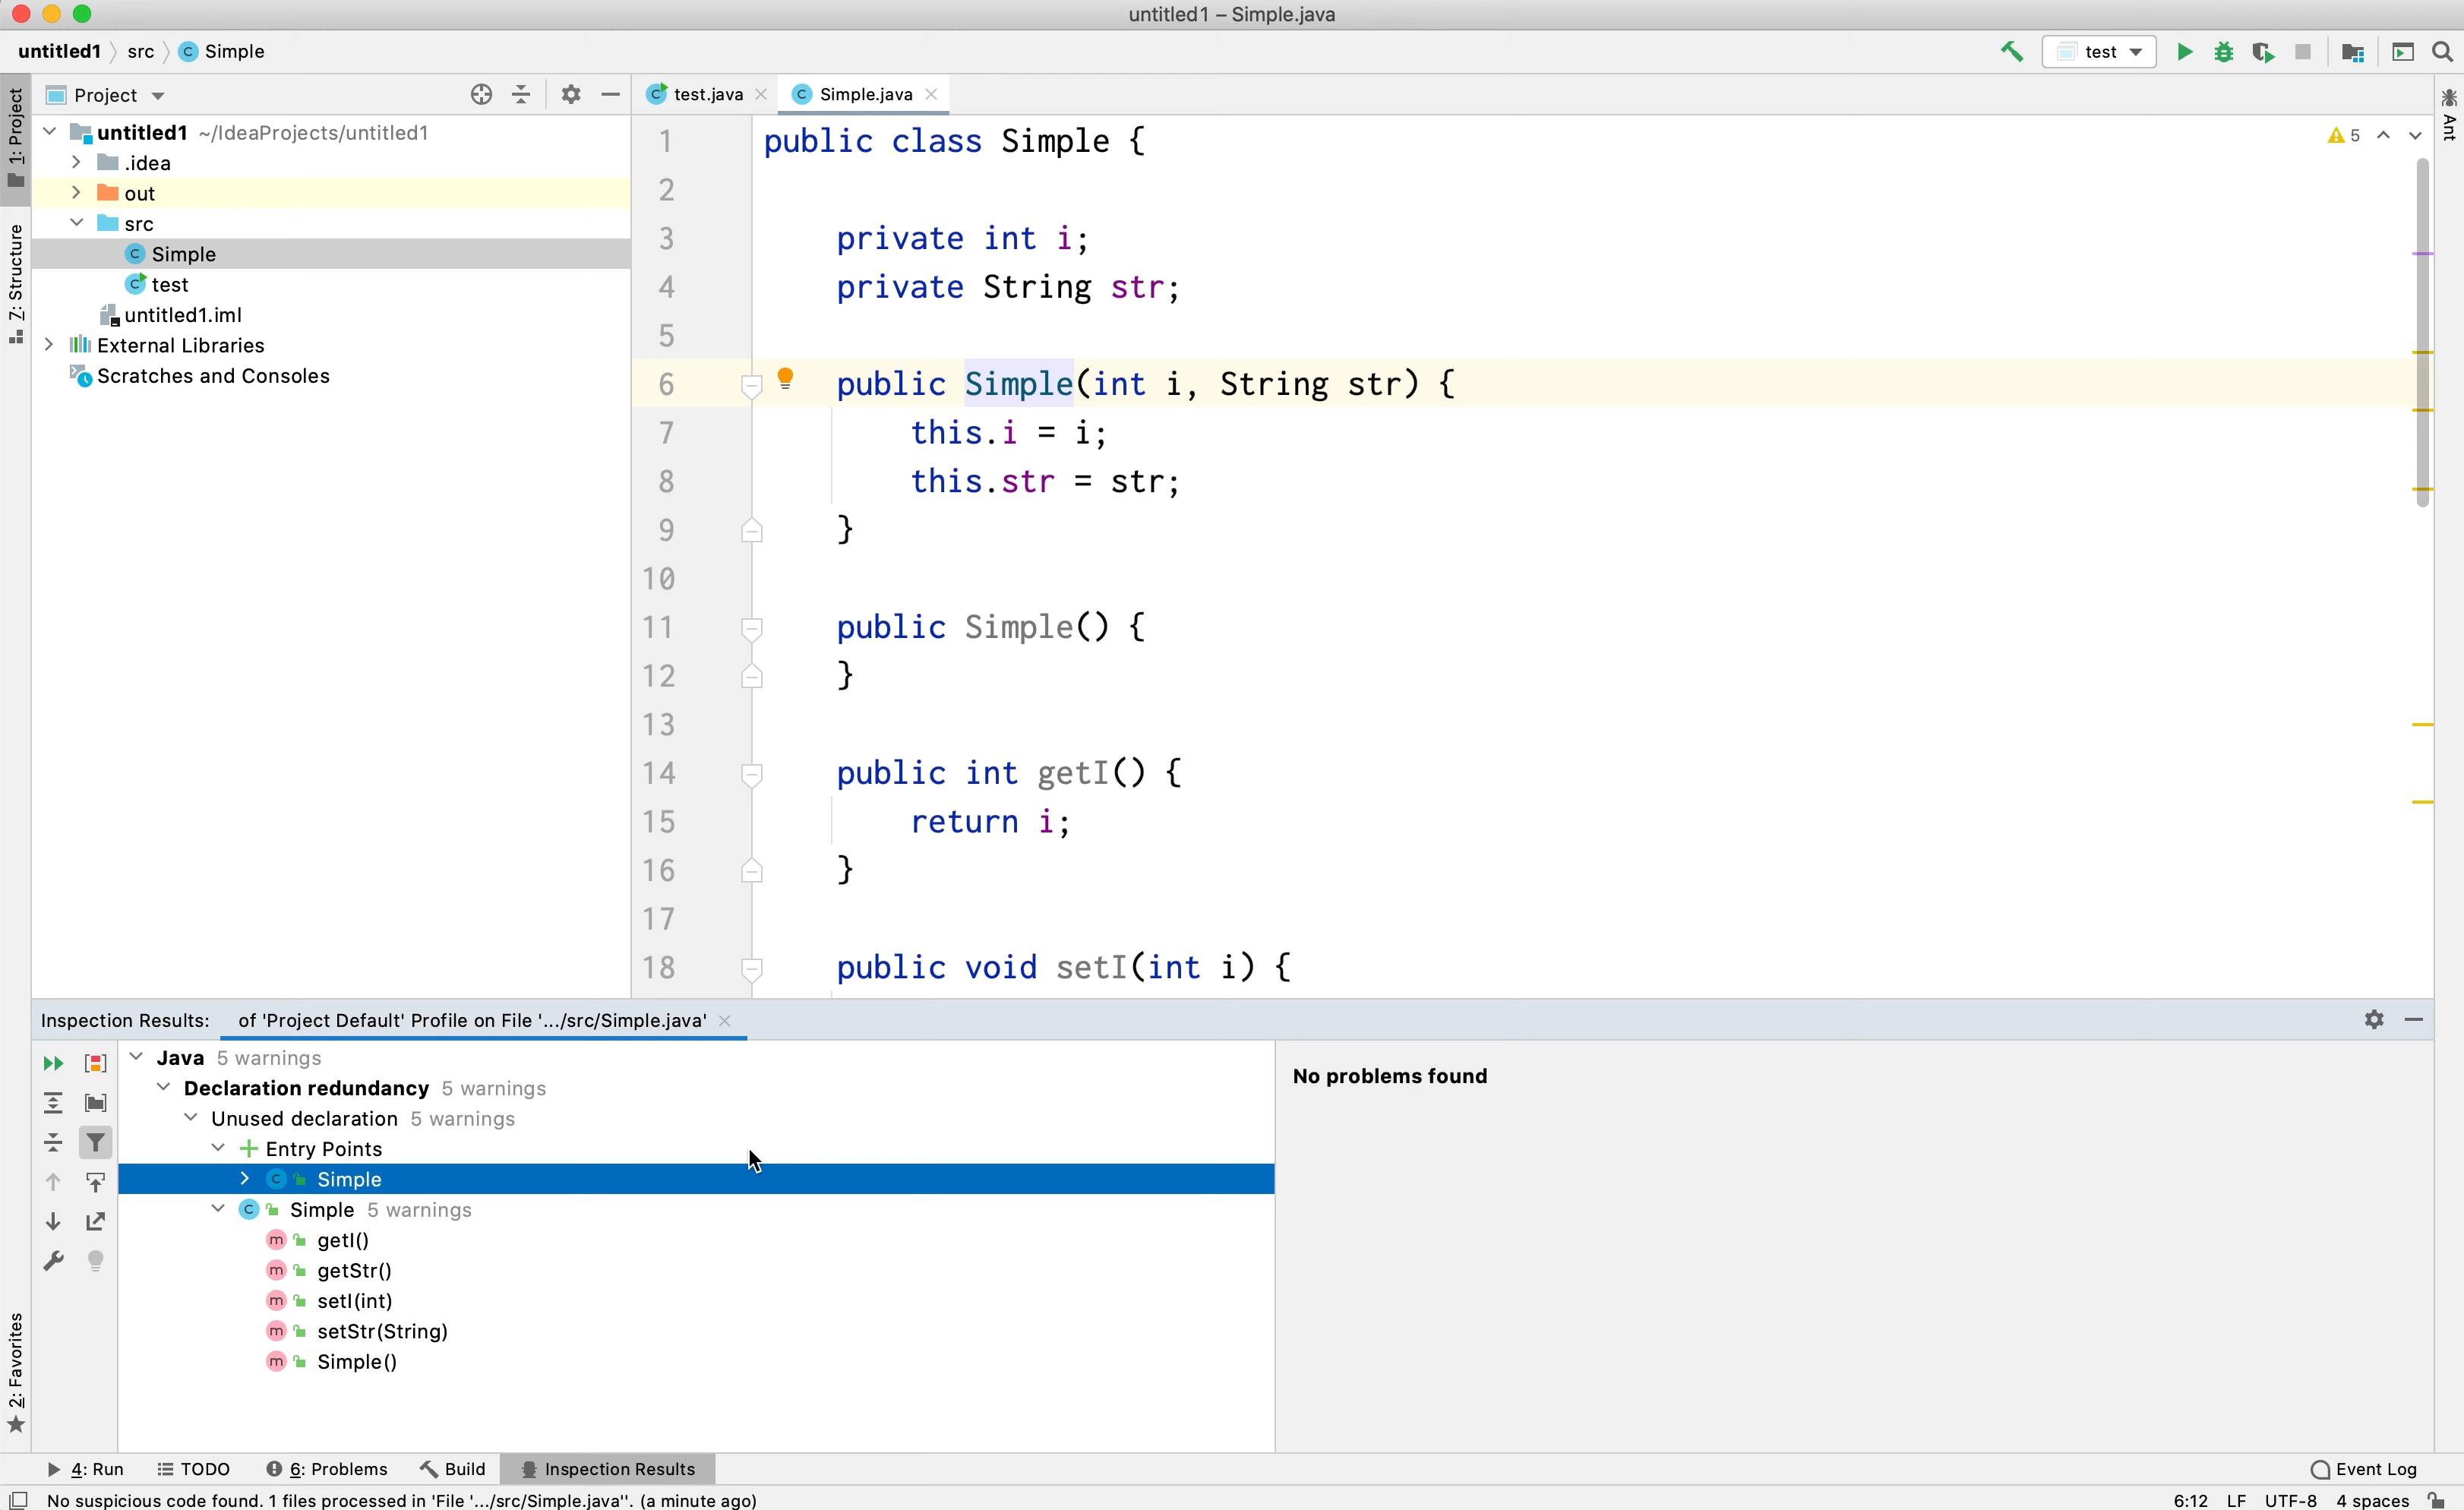 untitled1 – Simple.java
untitled1 src Simple
test
Project
test.java
Simple.java
1: Project
Z: Structure
2: Favorites
Ant
untitled1 ~/IdeaProjects/untitled1
.idea
out
src
Simple
test
untitled1.iml
External Libraries
Scratches and Consoles
5
1 public class Simple {
2
3 private int i;
4 private String str;
5
6 public Simple(int i, String str) {
7 this.i = i;
8 this.str = str;
9 }
10
11 public Simple() {
12 }
13
14 public int getI() {
15 return i;
16 }
17
18 public void setI(int i) {
Inspection Results: of 'Project Default' Profile on File '.../src/Simple.java'
Java 5 warnings
Declaration redundancy 5 warnings
Unused declaration 5 warnings
Entry Points
Simple
Simple 5 warnings
getI()
getStr()
setI(int)
setStr(String)
Simple()
No problems found
4: Run TODO 6: Problems Build Inspection Results Event Log
No suspicious code found. 1 files processed in 'File '.../src/Simple.java''. (a minute ago) 6:12 LF UTF-8 4 spaces